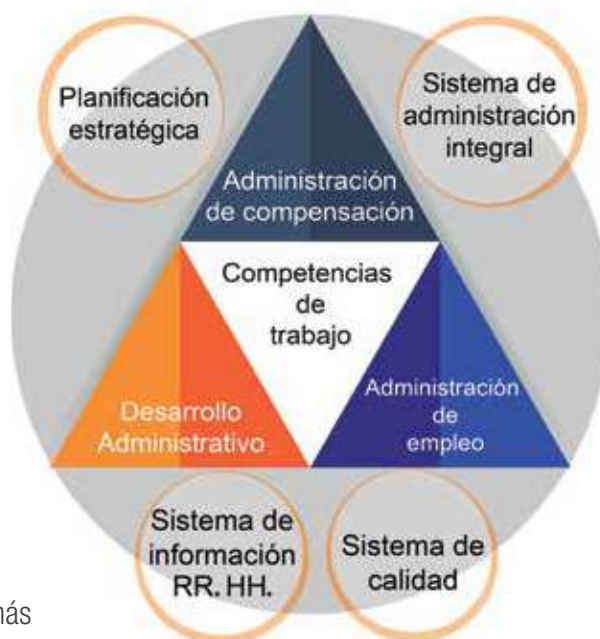 Planificación
estratégica
Sistema de
administración
integral
Administración
de compensación
Competencias
de
trabajo
Desarrollo
Administrativo
Administración
de
empleo
Sistema de
información
RR. HH.
Sistema de
calidad
más